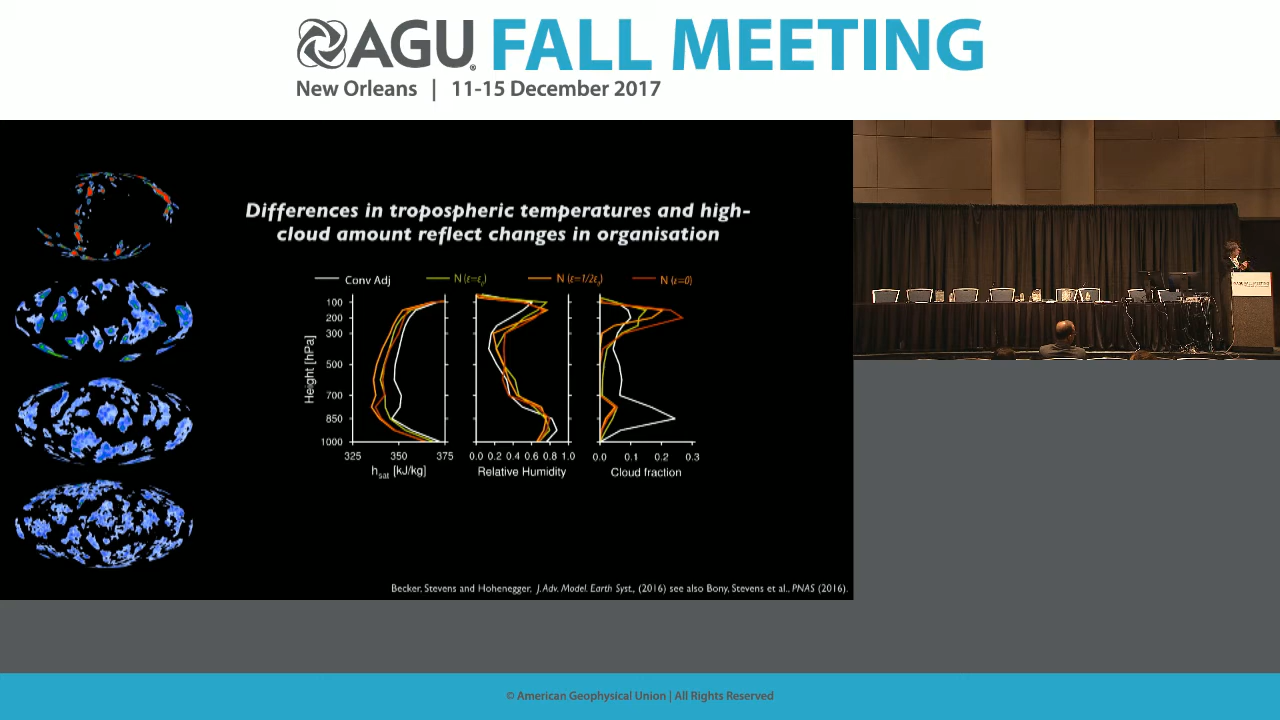 AGU FALL MEETING
New Orleans | 11-15 December 2017
Differences in tropospheric temperatures and high-
cloud amount reflect changes in organisation
Conv Adj
N (ε=ε₀)
N (ε=1/2ε₀)
N (ε=0)
Height [hPa]
100
200
300
500
700
850
1000
325 350 375
h_sat [kJ/kg]
0.0 0.2 0.4 0.6 0.8 1.0
Relative Humidity
0.0 0.1 0.2 0.3
Cloud fraction
Becker, Stevens and Hohenegger, J. Adv. Model. Earth Syst., (2016) see also Bony, Stevens et al., PNAS (2016).
AGU FALL MEETING
© American Geophysical Union | All Rights Reserved